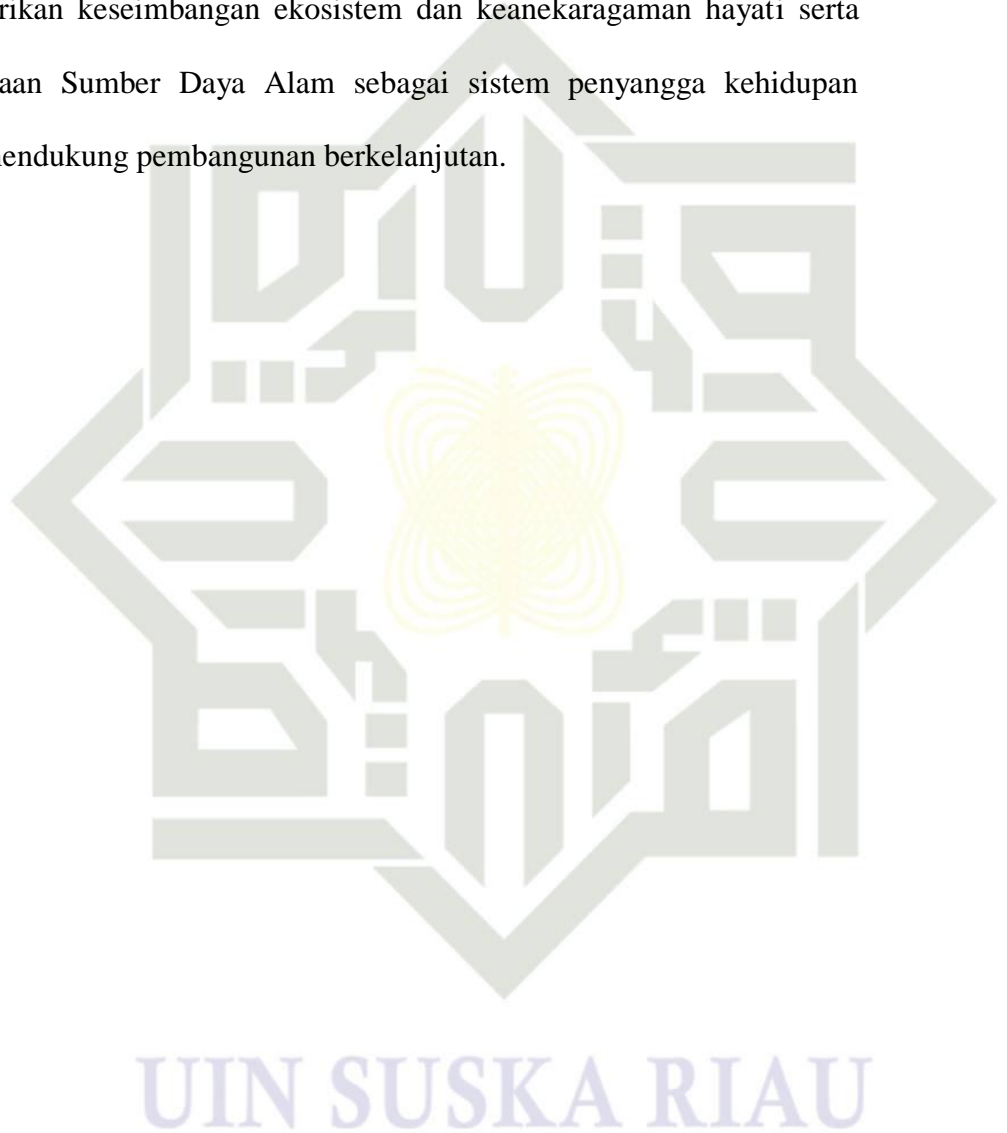 rikan keseimbangan ekosistem dan keanekaragaman hayati serta
aan Sumber Daya Alam sebagai sistem penyangga kehidupan
endukung pembangunan berkelanjutan.
UIN SUSKA RIAU